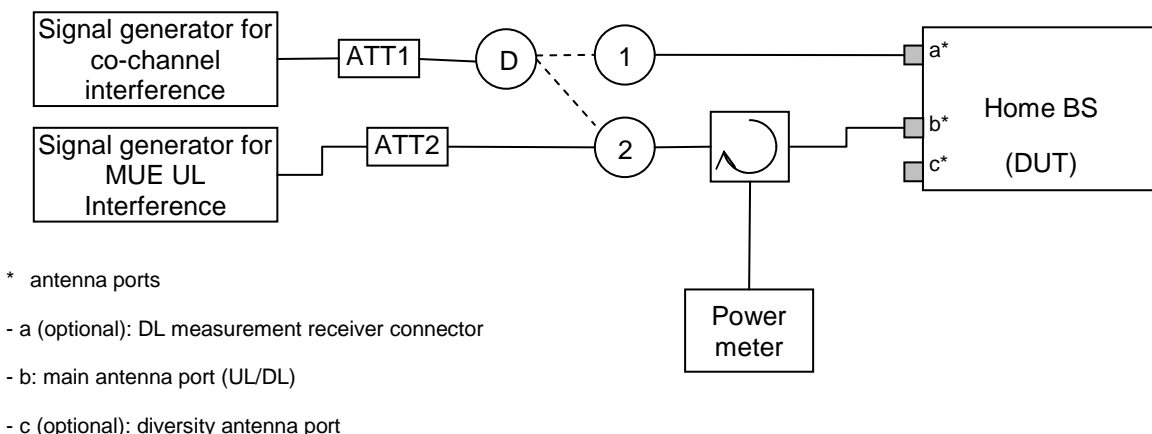 Signal generator for
co-channel
interference
ATT1
D
1
a*
Home BS
(DUT)
b*
c*
Signal generator for
MUE UL
Interference
ATT2
2
Power
meter
* antenna ports
- a (optional): DL measurement receiver connector
- b: main antenna port (UL/DL)
- c (optional): diversity antenna port